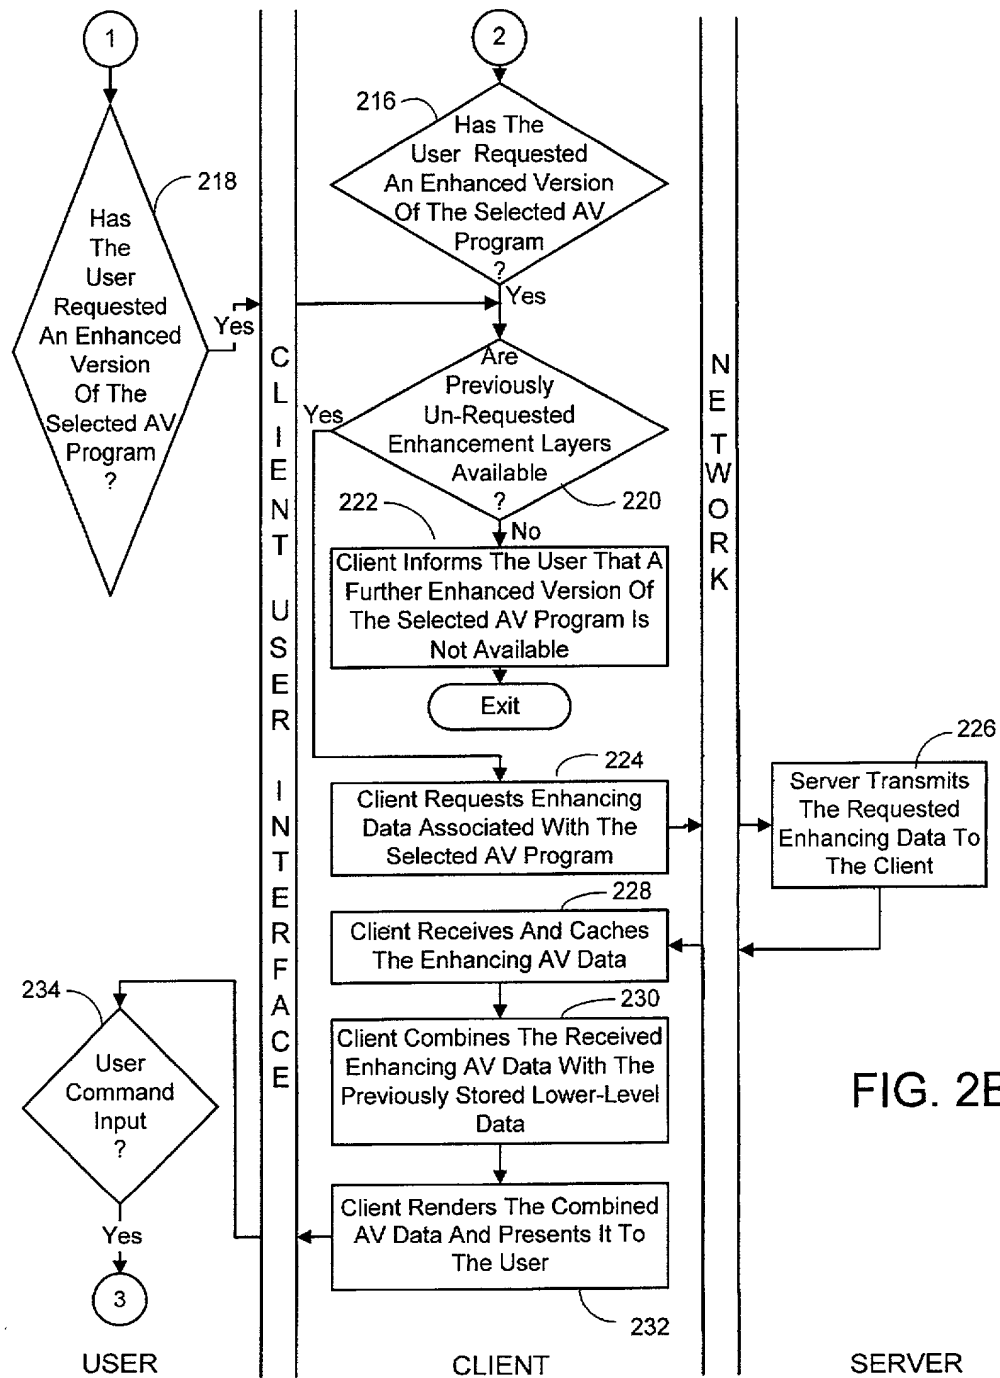 1
218
Has
The
User
Requested
An Enhanced
Version
Of The
Selected AV
Program
?
Yes
CLIENT USER INTERFACE
2
216
Has The
User Requested
An Enhanced Version
Of The Selected AV
Program
?
Yes
Are
Previously
Un-Requested
Enhancement Layers
Available
?
Yes
220
No
222
Client Informs The User That A
Further Enhanced Version Of
The Selected AV Program Is
Not Available
Exit
224
Client Requests Enhancing
Data Associated With The
Selected AV Program
NETWORK
226
Server Transmits
The Requested
Enhancing Data To
The Client
228
Client Receives And Caches
The Enhancing AV Data
230
Client Combines The Received
Enhancing AV Data With The
Previously Stored Lower-Level
Data
Client Renders The Combined
AV Data And Presents It To
The User
232
234
User
Command
Input
?
Yes
3
FIG. 2B
USER
CLIENT
SERVER